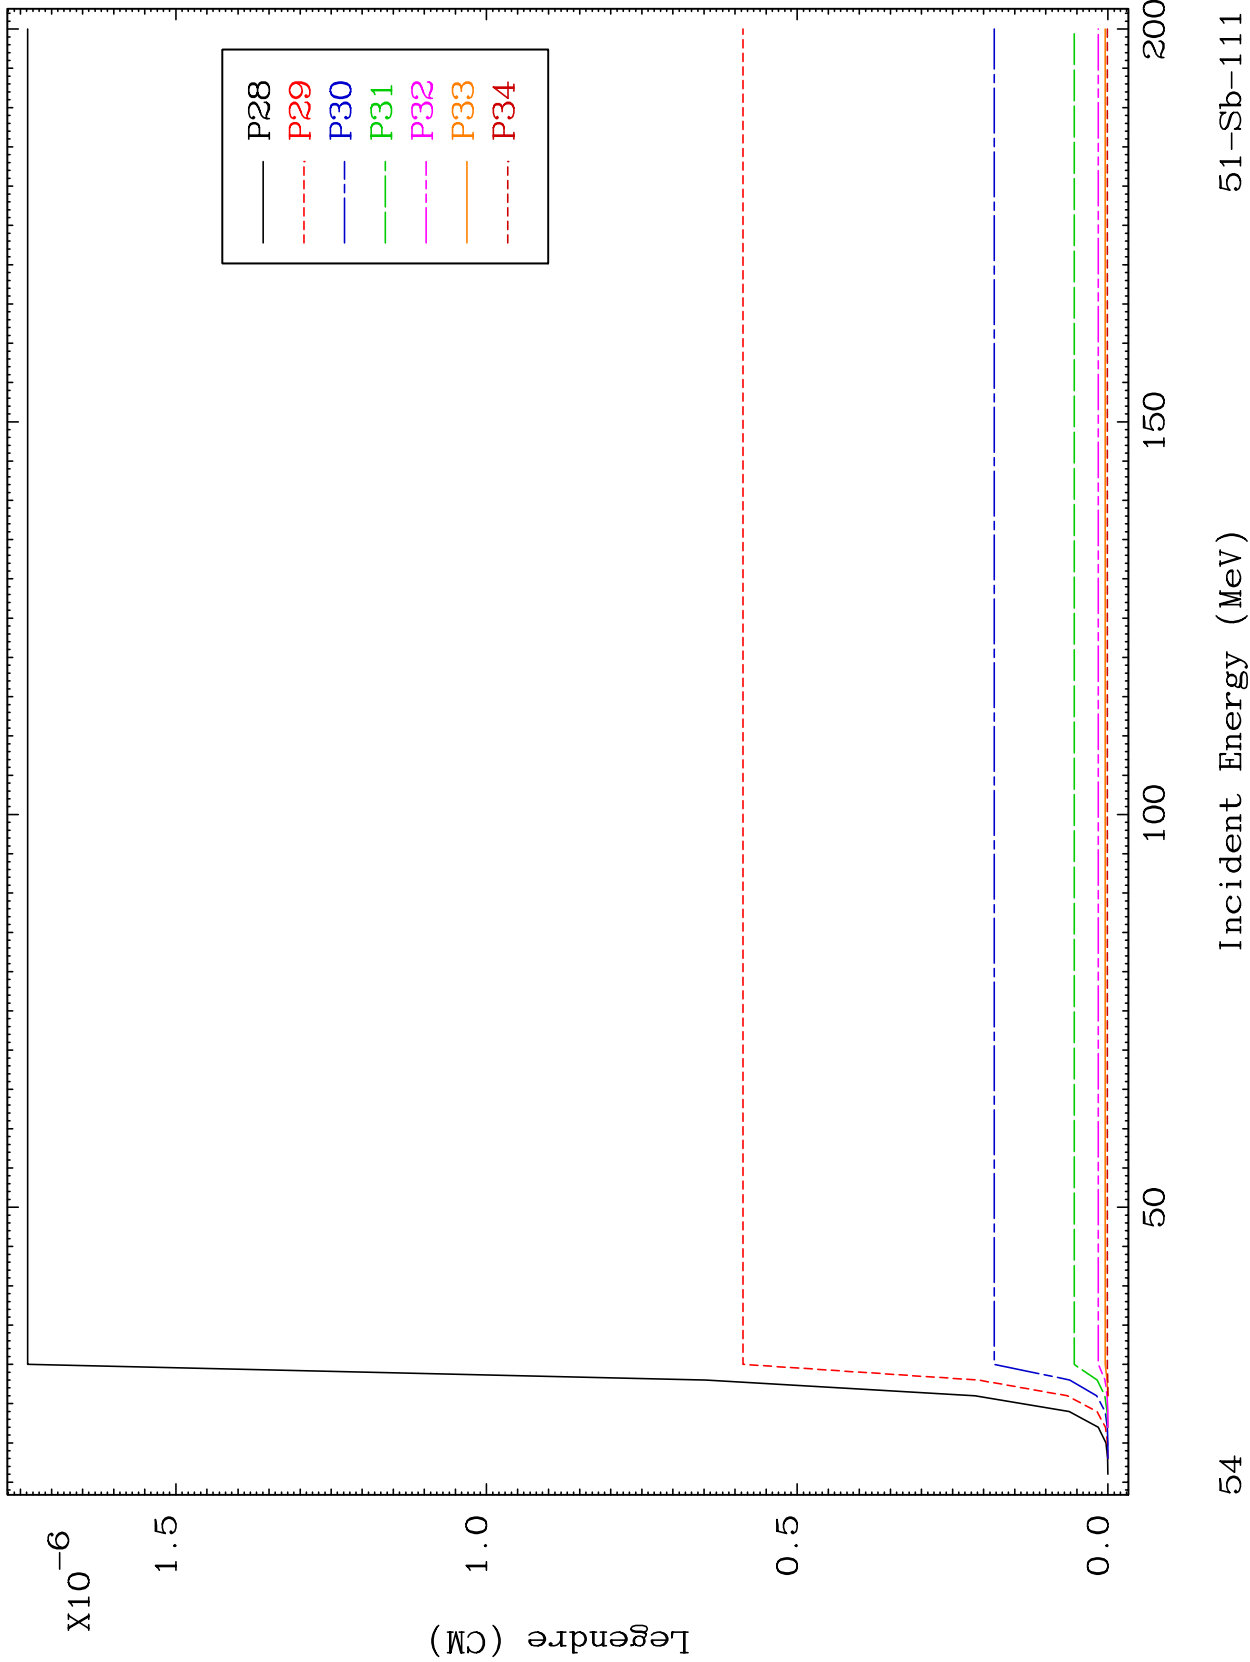 X10-6
1.5
1.0
0.5
0.0
Legendre (CM)
P28
P29
P30
P31
P32
P33
P34
50
100
150
200
Incident Energy (MeV)
54
51-Sb-111